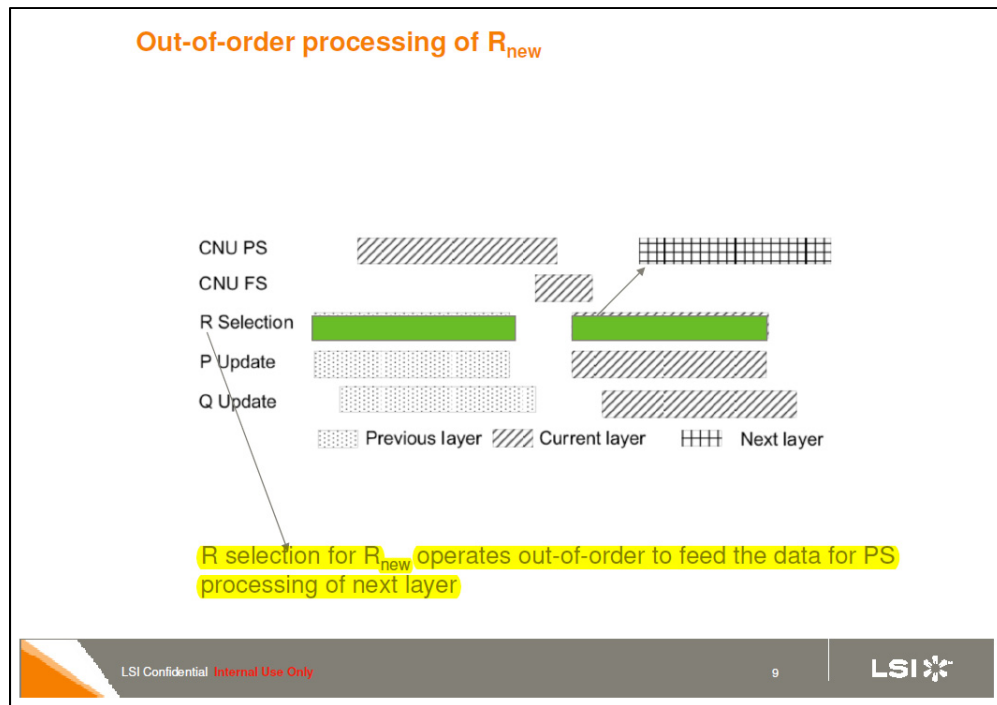 Out-of-order processing of Rnew
CNU PS
CNU FS
R Selection
P Update
Q Update
Previous layer Current layer Next layer
R selection for Rnew operates out-of-order to feed the data for PS
processing of next layer
LSI Confidential Internal Use Only 9 LSI